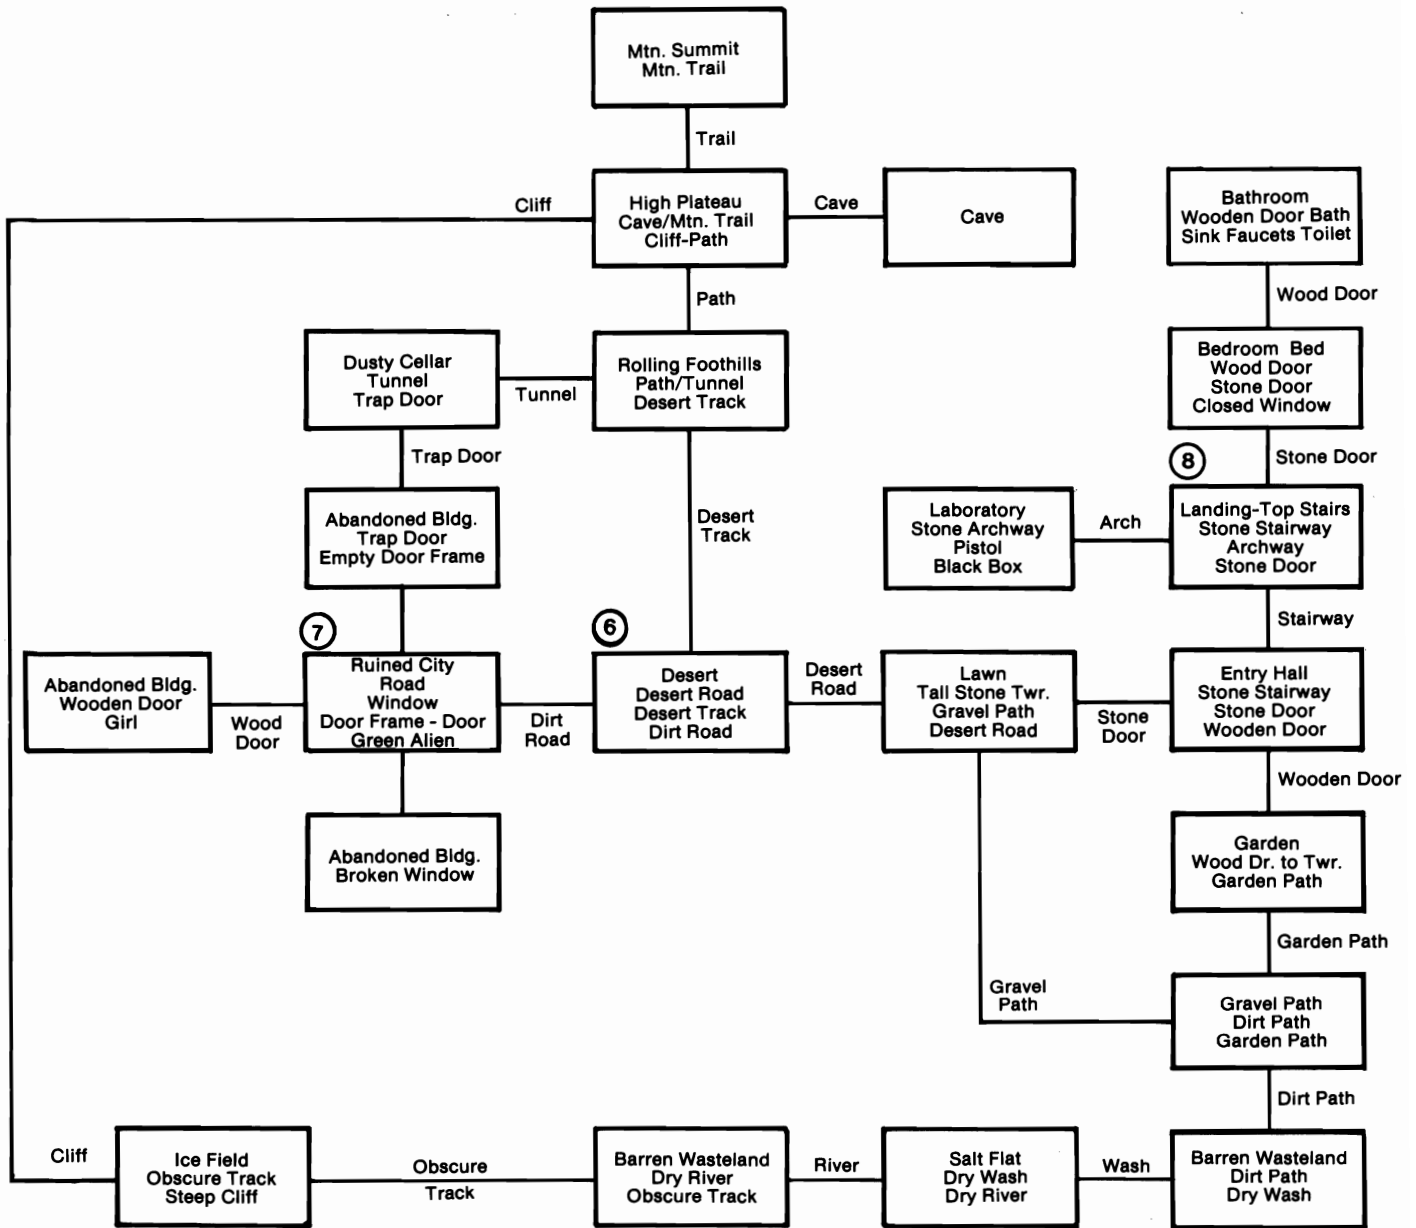 Mtn. Summit
Mtn. Trail
Trail
Cliff
High Plateau
Cave/Mtn. Trail
Cliff-Path
Cave
Cave
Bathroom
Wooden Door Bath
Sink Faucets Toilet
Path
Wood Door
Dusty Cellar
Tunnel
Trap Door
Tunnel
Rolling Foothills
Path/Tunnel
Desert Track
Bedroom Bed
Wood Door
Stone Door
Closed Window
Trap Door
8
Stone Door
Abandoned Bldg.
Trap Door
Empty Door Frame
Desert
Track
Laboratory
Stone Archway
Pistol
Black Box
Arch
Landing-Top Stairs
Stone Stairway
Archway
Stone Door
7
6
Stairway
Abandoned Bldg.
Wooden Door
Girl
Wood
Door
Ruined City
Road
Window
Door Frame - Door
Green Alien
Dirt
Road
Desert
Desert Road
Desert Track
Dirt Road
Desert
Road
Lawn
Tall Stone Twr.
Gravel Path
Desert Road
Stone
Door
Entry Hall
Stone Stairway
Stone Door
Wooden Door
Wooden Door
Abandoned Bldg.
Broken Window
Garden
Wood Dr. to Twr.
Garden Path
Garden Path
Gravel
Path
Gravel Path
Dirt Path
Garden Path
Dirt Path
Cliff
Ice Field
Obscure Track
Steep Cliff
Obscure
Track
Barren Wasteland
Dry River
Obscure Track
River
Salt Flat
Dry Wash
Dry River
Wash
Barren Wasteland
Dirt Path
Dry Wash